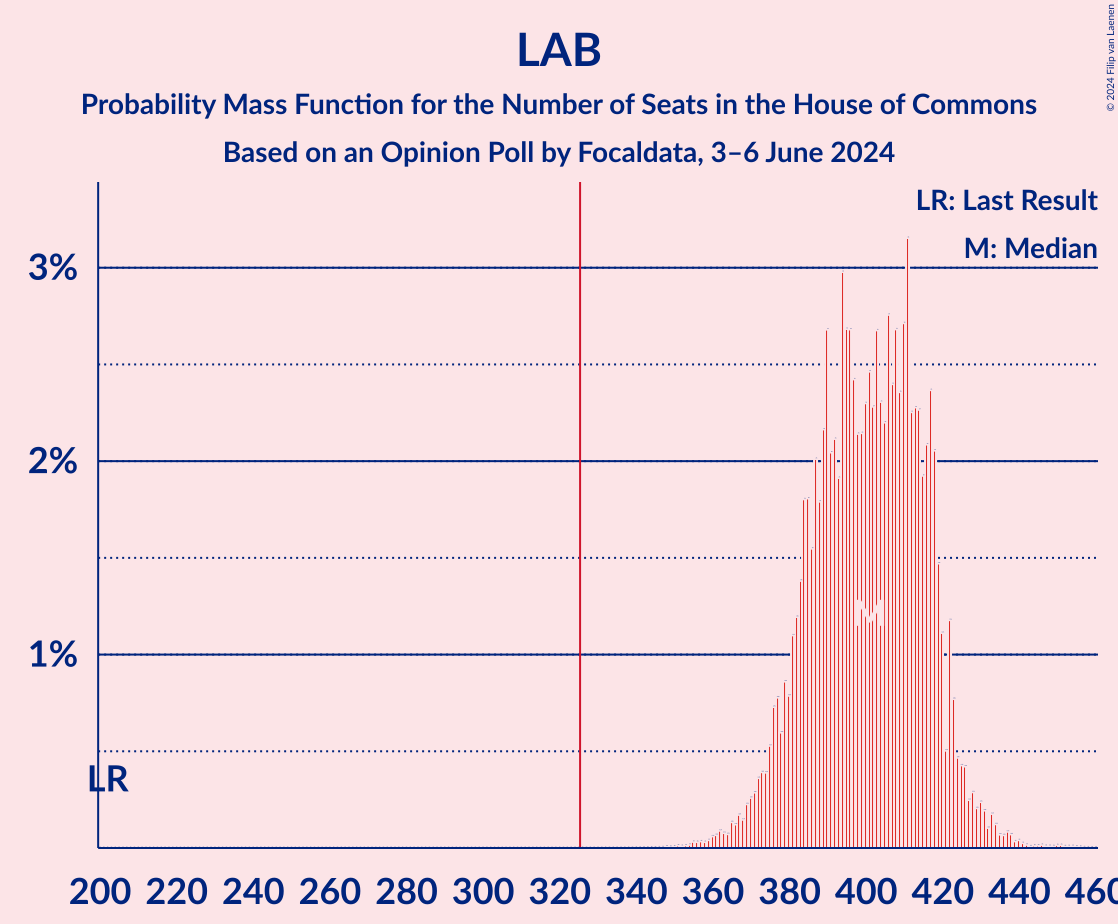 LAB
Probability Mass Function for the Number of Seats in the House of Commons
Based on an Opinion Poll by Focaldata, 3–6 June 2024
© 2024 Filip van Laenen
LR: Last Result
M: Median
3%
2%
1%
M
LR
200 220 240 260 280 300 320 340 360 380 400 420 440 460